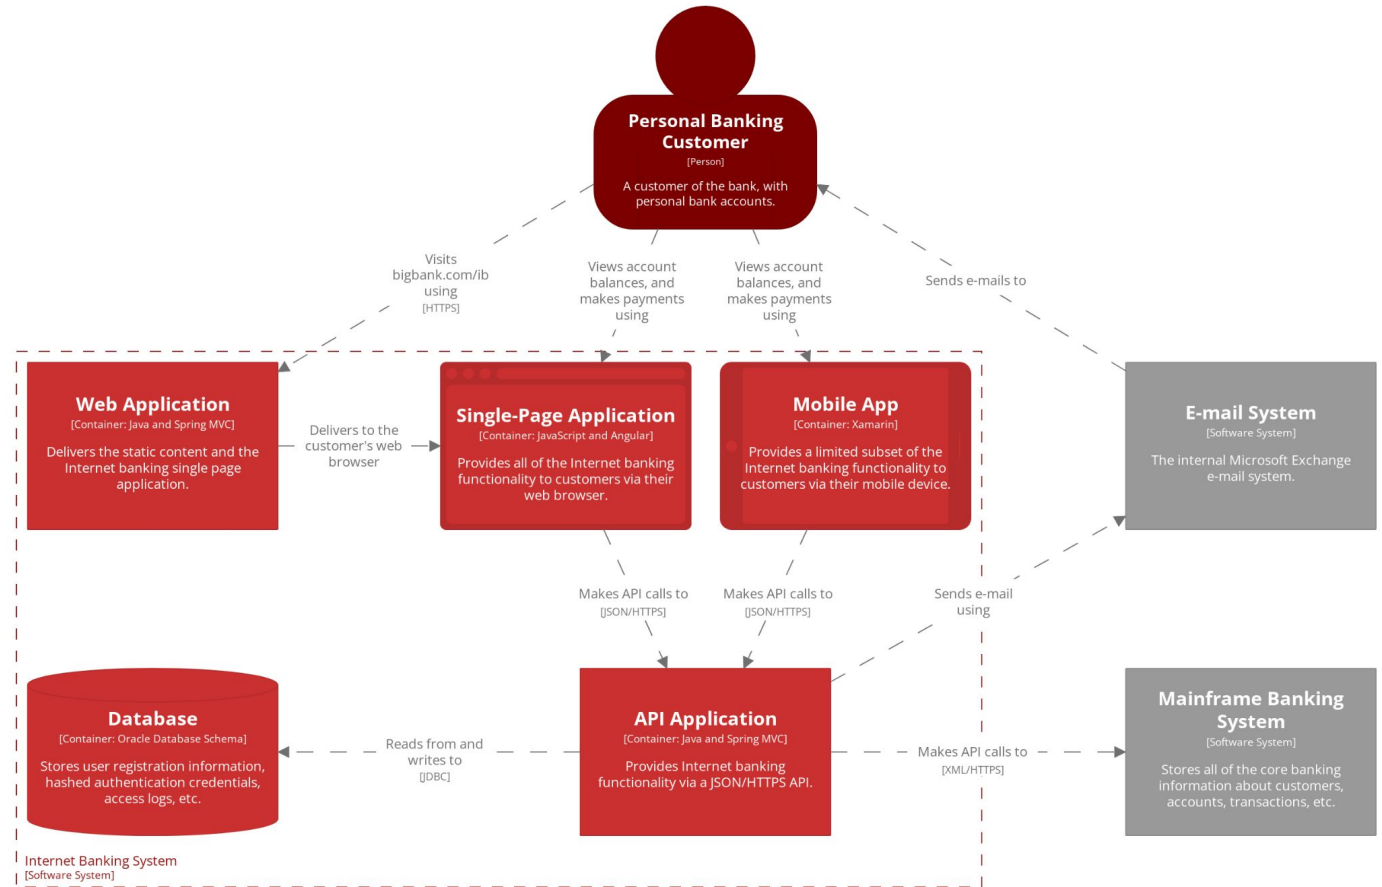 Personal Banking
Customer
[Person]
A customer of the bank, with
personal bank accounts.
Visits
bigbank.com/ib
using
[HTTPS]
Views account
balances, and
makes payments
using
Views account
balances, and
makes payments
using
Sends e-mails to
Web Application
[Container: Java and Spring MVC]
Delivers the static content and the
Internet banking single page
application.
Delivers to the
customer's web
browser
Single-Page Application
[Container: JavaScript and Angular]
Provides all of the Internet banking
functionality to customers via their
web browser.
Mobile App
[Container: Xamarin]
Provides a limited subset of the
Internet banking functionality to
customers via their mobile device.
E-mail System
[Software System]
The internal Microsoft Exchange
e-mail system.
Makes API calls to
[JSON/HTTPS]
Makes API calls to
[JSON/HTTPS]
Sends e-mail
using
Database
[Container: Oracle Database Schema]
Stores user registration information,
hashed authentication credentials,
access logs, etc.
Reads from and
writes to
[JDBC]
API Application
[Container: Java and Spring MVC]
Provides Internet banking
functionality via a JSON/HTTPS API.
Makes API calls to
[XML/HTTPS]
Mainframe Banking
System
[Software System]
Stores all of the core banking
information about customers,
accounts, transactions, etc.
Internet Banking System
[Software System]